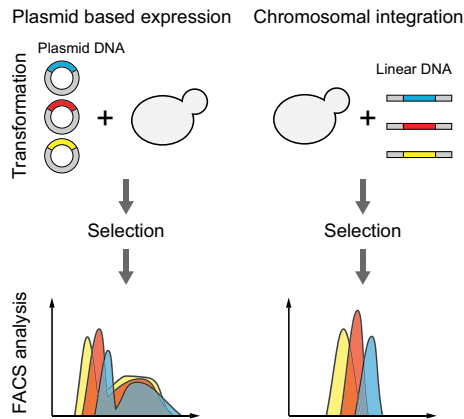 Plasmid based expression
Chromosomal integration
Transformation
Plasmid DNA
Linear DNA
+
+
Selection
Selection
FACS analysis